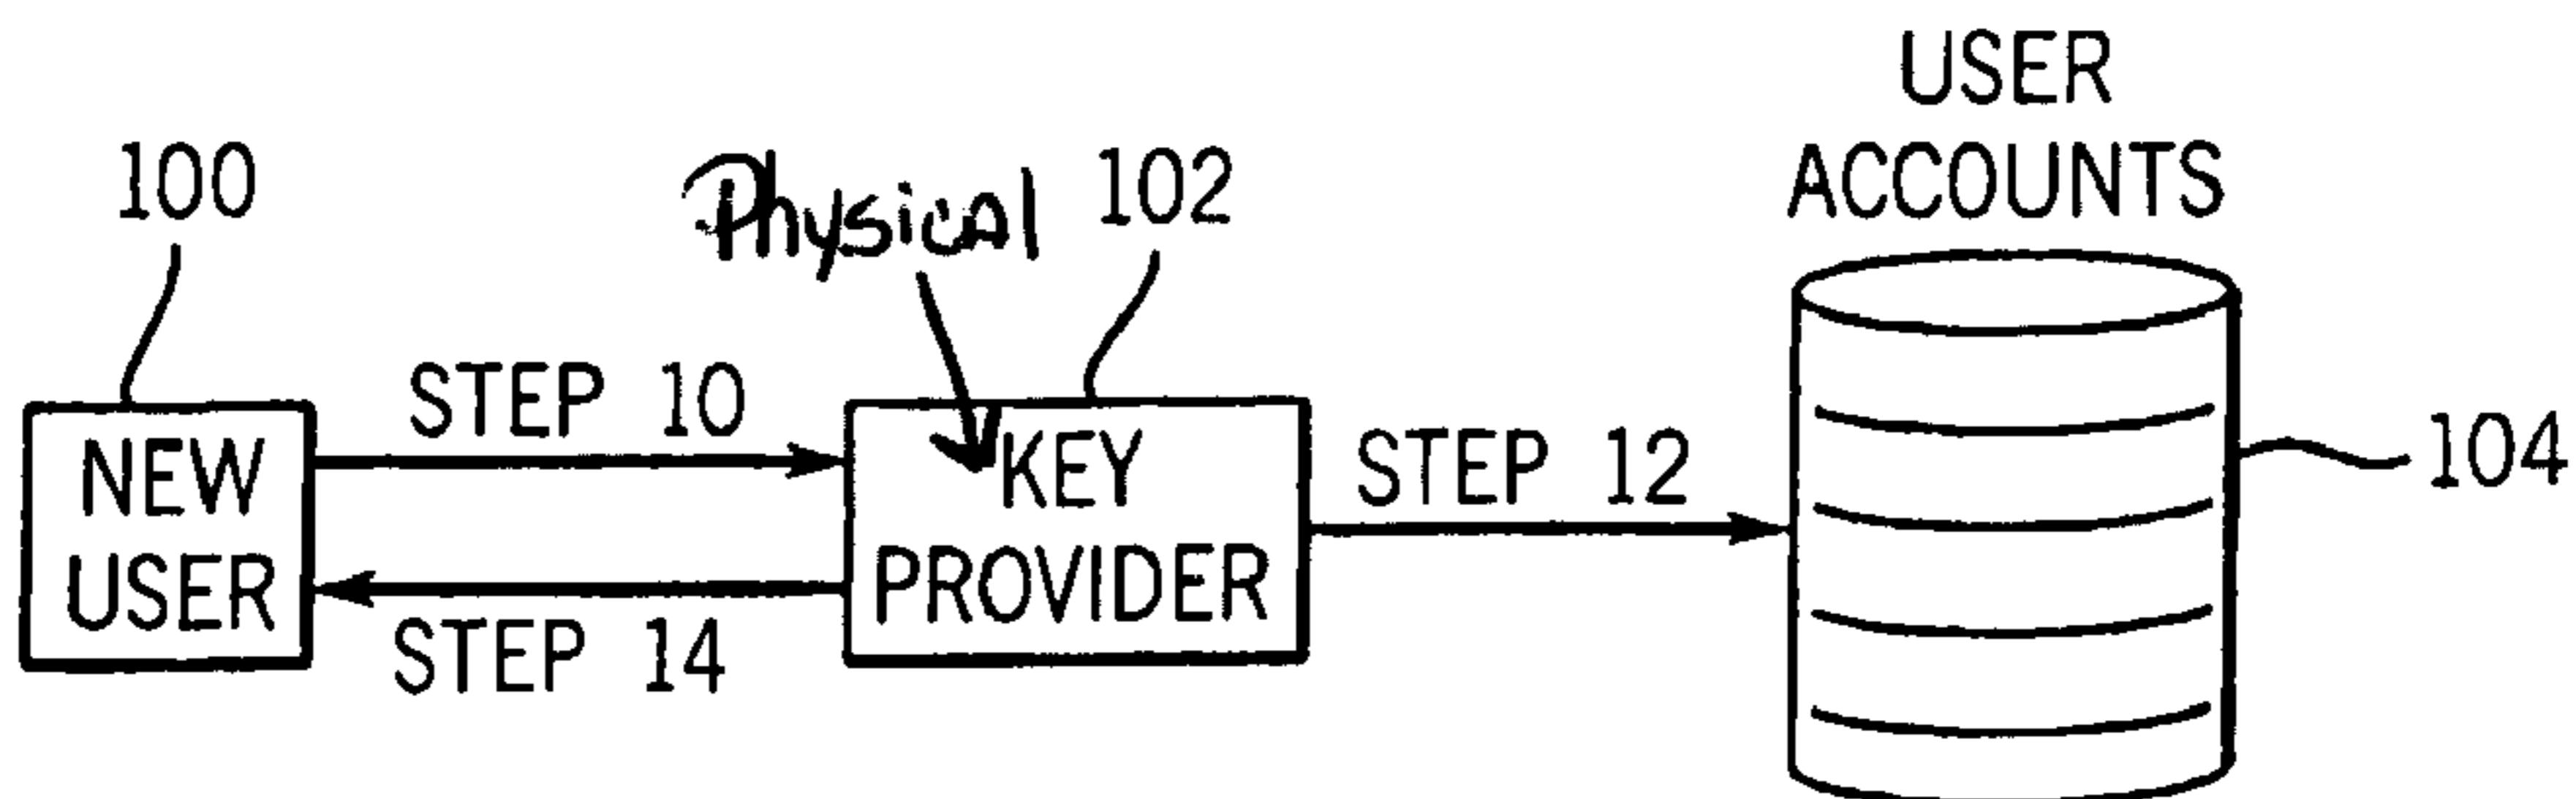 USER
ACCOUNTS
100
Physical
102
STEP 10
NEW
USER
KEY
PROVIDER
STEP 12
104
STEP 14